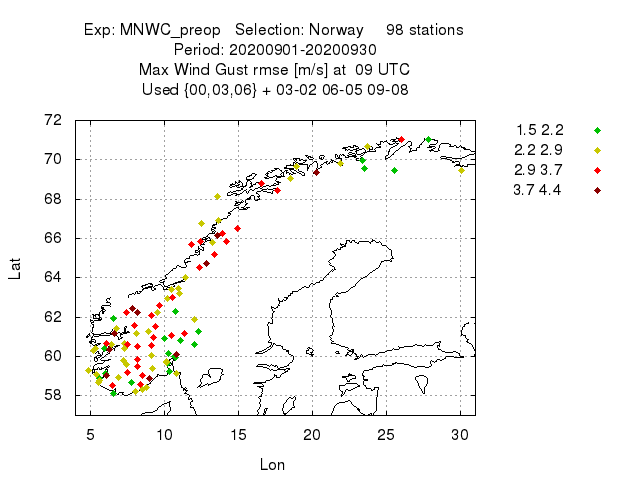 Exp: MNWC_preop   Selection: Norway     98 stations
Period: 20200901-20200930
Max Wind Gust rmse [m/s] at  09 UTC
Used {00,03,06} + 03-02 06-05 09-08
72
70
68
66
64
62
60
58
5 10 15 20 25 30
Lat
Lon
1.5 2.2
2.2 2.9
2.9 3.7
3.7 4.4